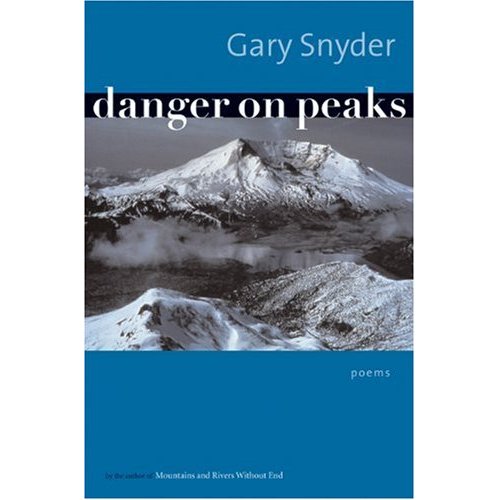 Gary Snyder
danger on peaks
poems
by the author of Mountains and Rivers Without End